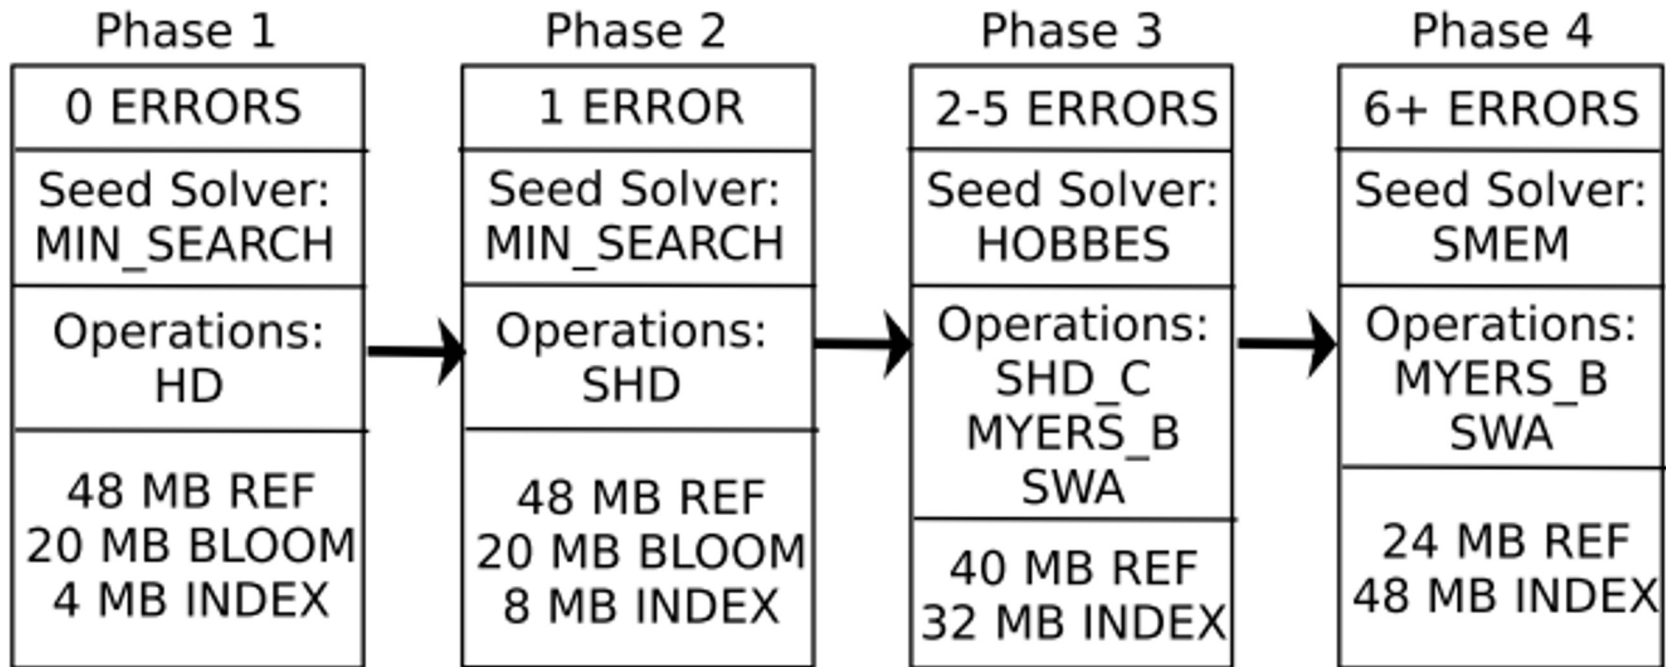 Phase 1
0 ERRORS
Seed Solver:
MIN_SEARCH
Operations:
HD
48 MB REF
20 MB BLOOM
4 MB INDEX
Phase 2
1 ERROR
Seed Solver:
MIN_SEARCH
Operations:
SHD
48 MB REF
20 MB BLOOM
8 MB INDEX
Phase 3
2-5 ERRORS
Seed Solver:
HOBBES
Operations:
SHD_C
MYERS_B
SWA
40 MB REF
32 MB INDEX
Phase 4
6+ ERRORS
Seed Solver:
SMEM
Operations:
MYERS_B
SWA
24 MB REF
48 MB INDEX